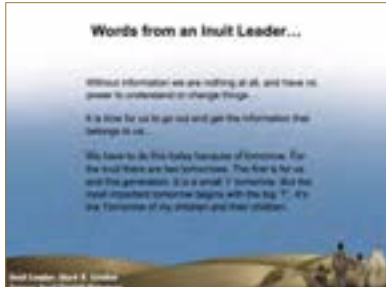 Words from an Inuit Leader...
Without information we are nothing at all, and have no
power to understand or change things.
It is time for us to go out and get the information that
belongs to us...
We have to do this today because of tomorrow. For
the Inuit there are two tomorrows. The first is for us
and this generation. It is a small 't' tomorrow. But the
most important tomorrow begins with the big "T". It's
the Tomorrow of my children and their children.
Inuit Leader, Mark R. Gordon